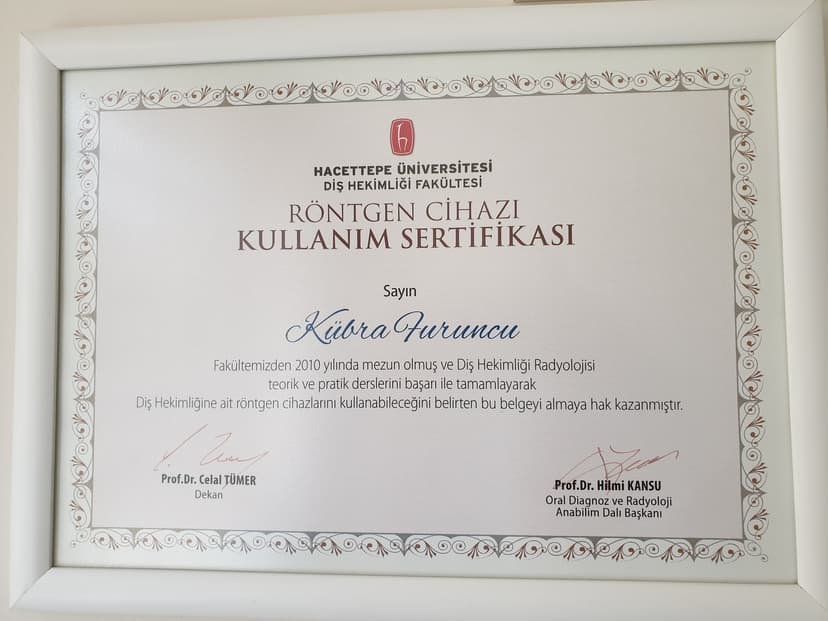 HACETTEPE ÜNİVERSİTESİ
DİŞ HEKİMLİĞİ FAKÜLTESİ
RÖNTGEN CİHAZI
KULLANIM SERTİFİKASI
Sayın
Kübra Furuncu
Fakültemizden 2010 yılında mezun olmuş ve Diş Hekimliği Radyolojisi
teorik ve pratik derslerini başarı ile tamamlayarak
Diş Hekimliğine ait röntgen cihazlarını kullanabileceğini belirten bu belgeyi almaya hak kazanmıştır.
Prof.Dr. Celal TÜMER
Dekan
Prof.Dr. Hilmi KANSU
Oral Diagnoz ve Radyoloji
Anabilim Dalı Başkanı